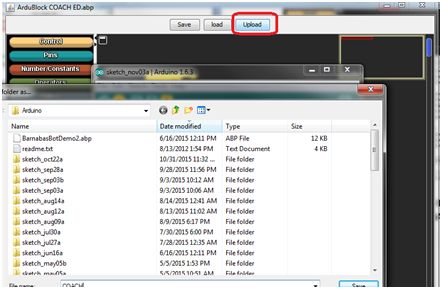 ArduBlock COACH ED.abp
Save load Upload
Control
Pins
Number/Constants
sketch_nov03a | Arduino 1.6.3
older as...
Arduino
Name Date modified Type Size
BarnabasBotDemo2.abp 6/16/2015 12:11 PM ABP File 12 KB
readme.txt 8/13/2012 1:54 PM Text Document 4 KB
sketch_oct22a 10/31/2015 11:32 ... File folder
sketch_sep28a 9/28/2015 11:56 PM File folder
sketch_sep03b 9/3/2015 10:12 AM File folder
sketch_sep03a 9/3/2015 10:06 AM File folder
sketch_aug14a 8/14/2015 12:41 AM File folder
sketch_aug12a 8/13/2015 11:02 AM File folder
sketch_aug09a 8/9/2015 6:17 PM File folder
sketch_jul30a 7/30/2015 6:00 PM File folder
sketch_jul27a 7/28/2015 12:35 AM File folder
sketch_jun16a 6/16/2015 12:11 PM File folder
sketch_may05b 5/5/2015 1:53 PM File folder
sketch_may05a 5/5/2015 10:51 AM File folder
File name: COACH Save